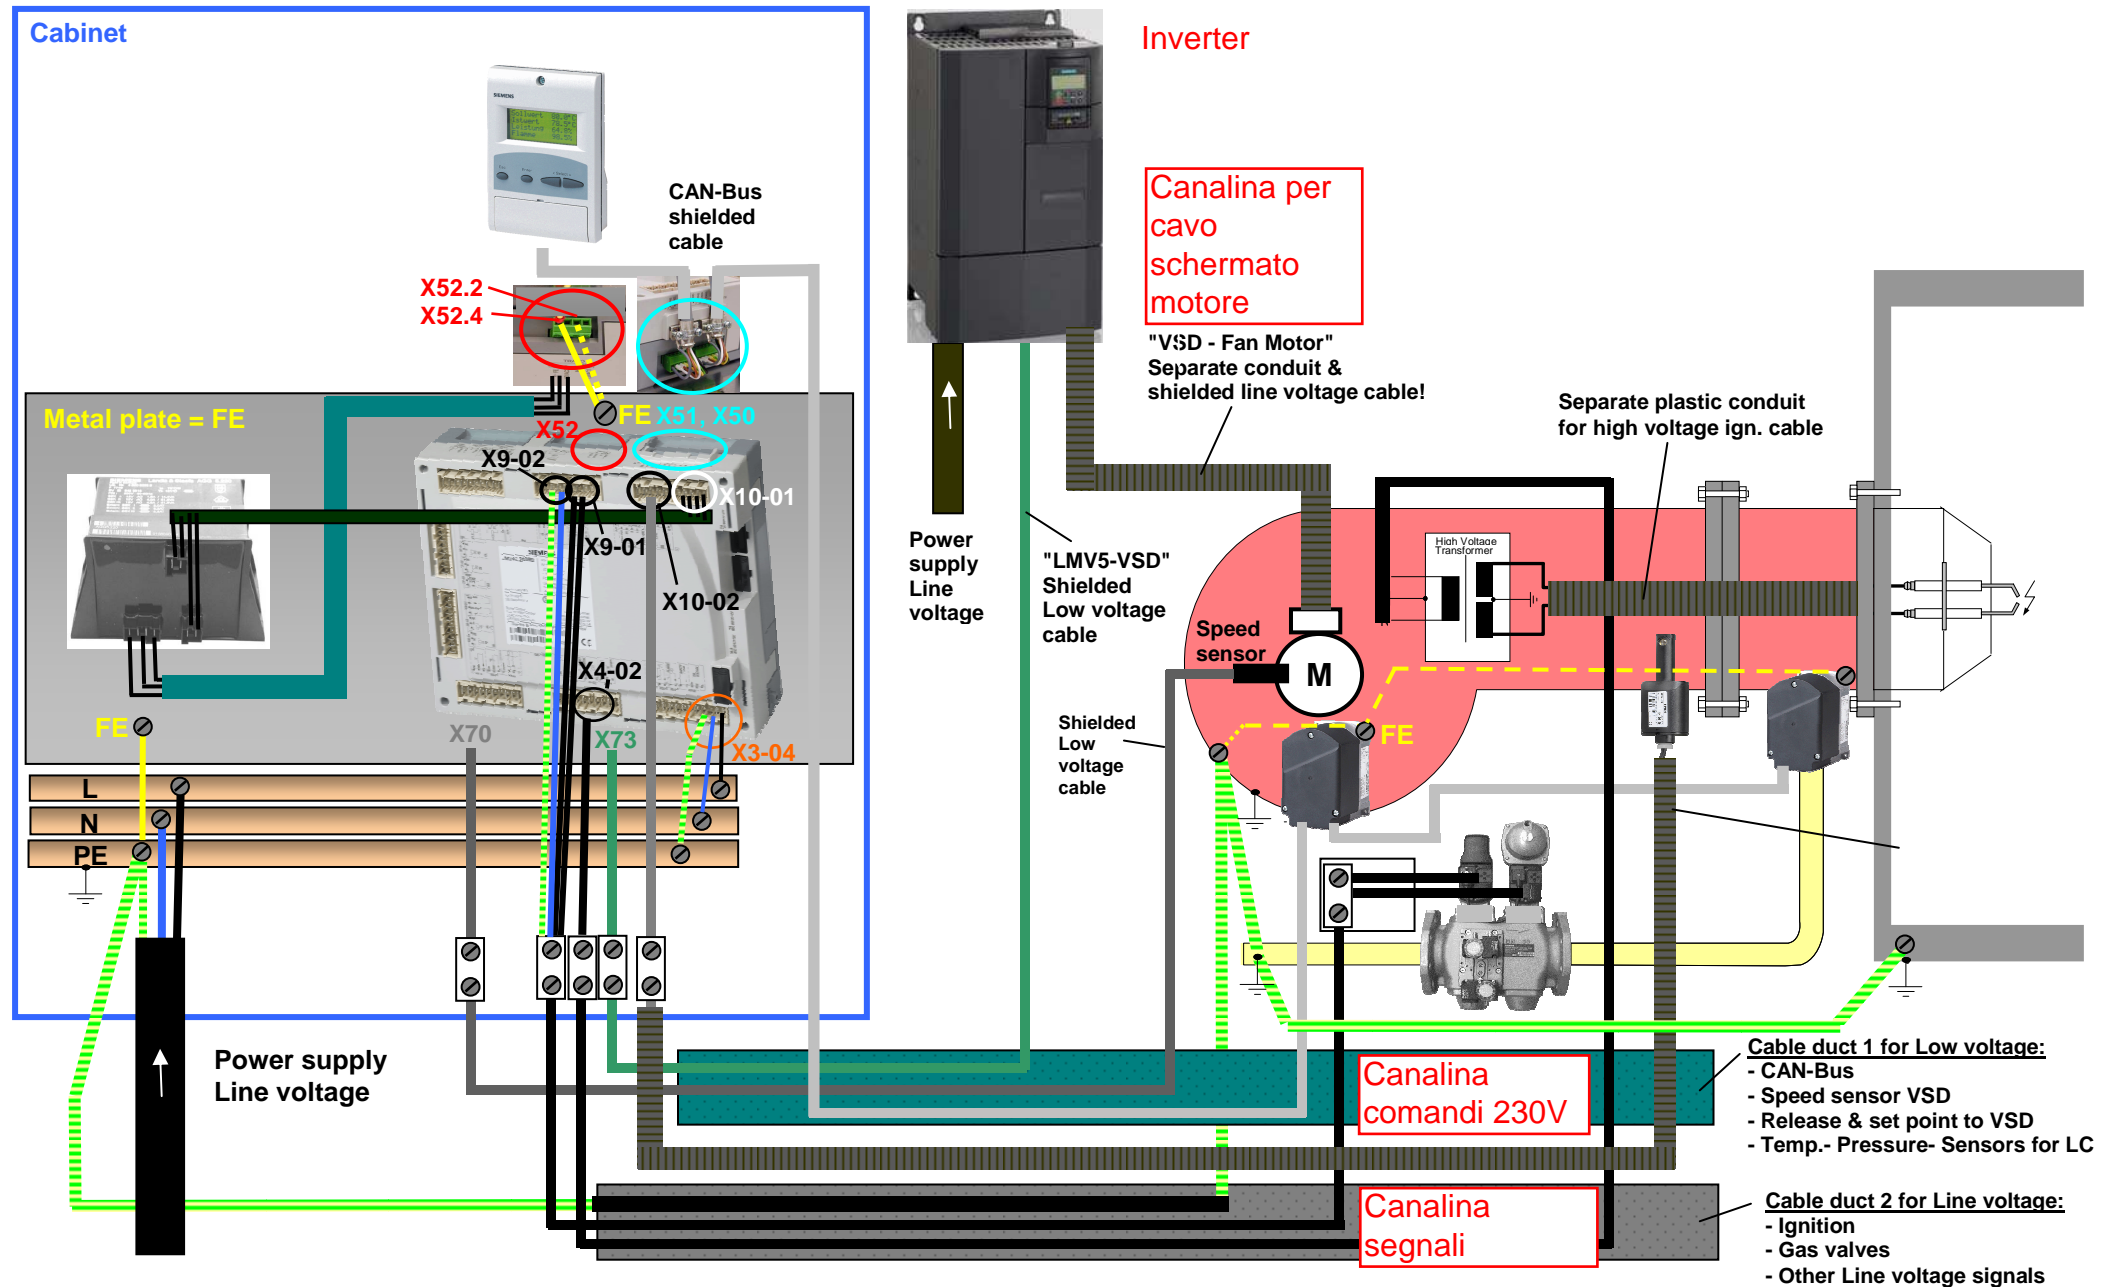 Cabinet
Inverter
SIEMENS
CAN-Bus
shielded
cable
Canalina per
cavo
schermato
motore
X52.2
X52.4
"VSD - Fan Motor"
Separate conduit &
shielded line voltage cable!
Metal plate = FE
FE
X51, X50
X52
X9-02
X10-01
X9-01
X10-02
X4-02
X70
X73
X3-04
FE
L
N
PE
Power
supply
Line
voltage
"LMV5-VSD"
Shielded
Low voltage
cable
Separate plastic conduit
for high voltage ign. cable
High Voltage
Transformer
Speed
sensor
M
Shielded
Low
voltage
cable
FE
Power supply
Line voltage
Canalina
comandi 230V
Cable duct 1 for Low voltage:
- CAN-Bus
- Speed sensor VSD
- Release & set point to VSD
- Temp.- Pressure- Sensors for LC
Canalina
segnali
Cable duct 2 for Line voltage:
- Ignition
- Gas valves
- Other Line voltage signals